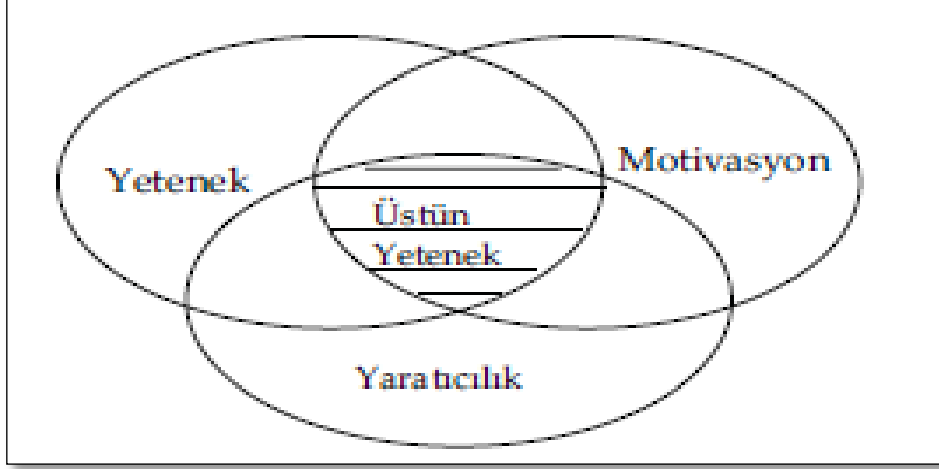 Yetenek
Motivasyon
Üstün
Yetenek
Yaratıcılık